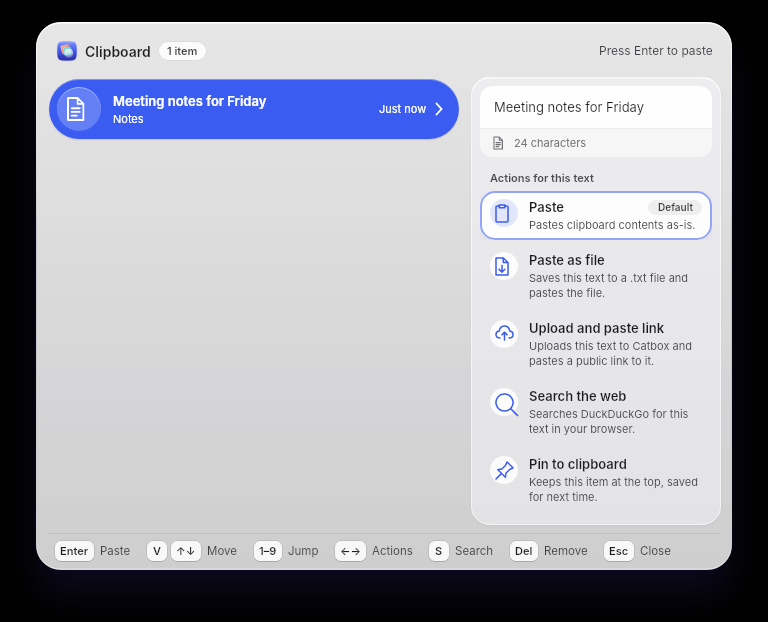 Clipboard 1 item Press Enter to paste
Meeting notes for Friday
Notes
Just now
Meeting notes for Friday
24 characters
Actions for this text
Paste Default
Pastes clipboard contents as-is.
Paste as file
Saves this text to a .txt file and
pastes the file.
Upload and paste link
Uploads this text to Catbox and
pastes a public link to it.
Search the web
Searches DuckDuckGo for this
text in your browser.
Pin to clipboard
Keeps this item at the top, saved
for next time.
Enter Paste V ↑↓ Move 1–9 Jump ←→ Actions S Search Del Remove Esc Close